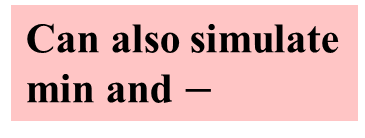 Can also simulate
min and −